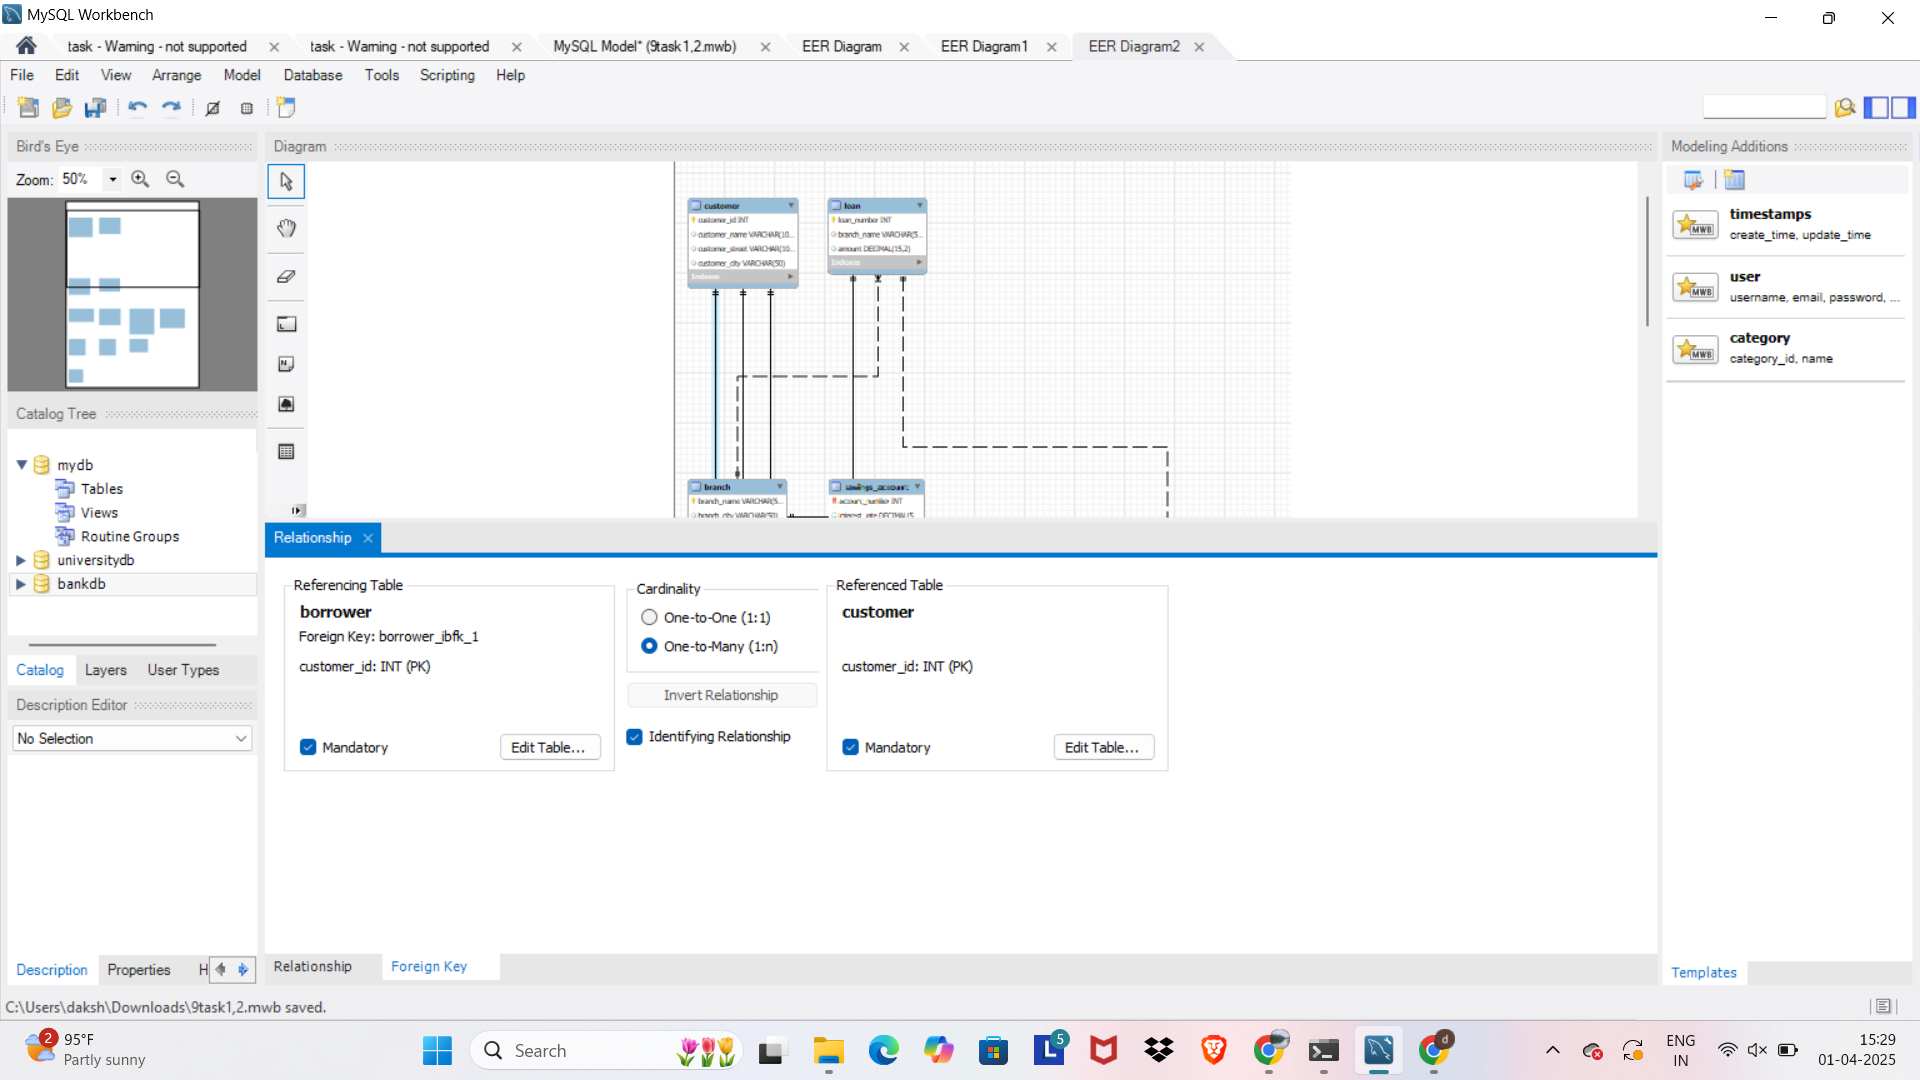 MySQL Workbench
task - Warning - not supported
task - Warning - not supported
MySQL Model* (9task1,2.mwb)
EER Diagram
EER Diagram1
EER Diagram2
File Edit View Arrange Model Database Tools Scripting Help
Bird's Eye
Zoom: 50%
Catalog Tree
mydb
Tables
Views
Routine Groups
universitydb
bankdb
Catalog Layers User Types
Description Editor
No Selection
Description Properties H
Diagram
customer
customer_id INT
customer_name VARCHAR(10...
customer_street VARCHAR(10...
customer_city VARCHAR(50)
Indexes
loan
loan_number INT
branch_name VARCHAR(5...
amount DECIMAL(15,2)
Indexes
branch
branch_name VARCHAR(5...
branch_city VARCHAR(50)
savings_account
account_number INT
interest_rate DECIMAL(5...
Relationship
Referencing Table
borrower
Foreign Key: borrower_ibfk_1
customer_id: INT (PK)
Mandatory
Edit Table...
Cardinality
One-to-One (1:1)
One-to-Many (1:n)
Invert Relationship
Identifying Relationship
Referenced Table
customer
customer_id: INT (PK)
Mandatory
Edit Table...
Relationship Foreign Key
Modeling Additions
timestamps
create_time, update_time
user
username, email, password, ...
category
category_id, name
MWB
MWB
MWB
Templates
C:\Users\daksh\Downloads\9task1,2.mwb saved.
2
95°F
Partly sunny
Search
L
5
d
ENG
IN
15:29
01-04-2025